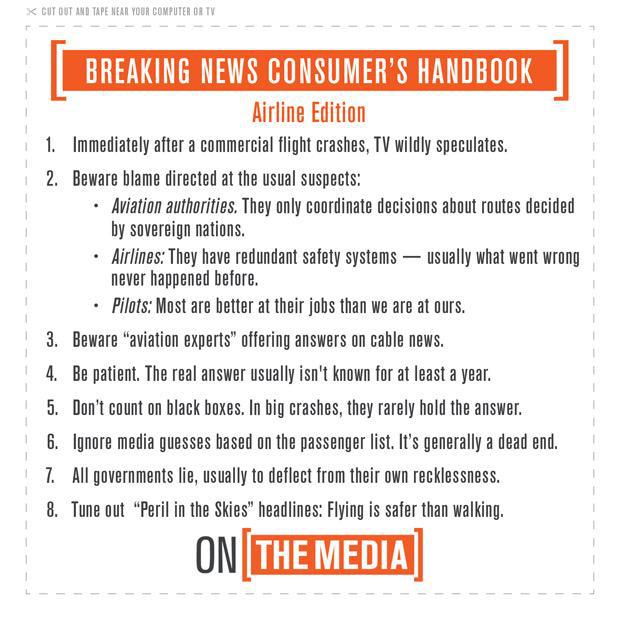 CUT OUT AND TAPE NEAR YOUR COMPUTER OR TV
BREAKING NEWS CONSUMER'S HANDBOOK
Airline Edition
1. Immediately after a commercial flight crashes, TV wildly speculates.
2. Beware blame directed at the usual suspects:
• Aviation authorities. They only coordinate decisions about routes decided
by sovereign nations.
• Airlines: They have redundant safety systems — usually what went wrong
never happened before.
• Pilots: Most are better at their jobs than we are at ours.
3. Beware “aviation experts” offering answers on cable news.
4. Be patient. The real answer usually isn't known for at least a year.
5. Don’t count on black boxes. In big crashes, they rarely hold the answer.
6. Ignore media guesses based on the passenger list. It’s generally a dead end.
7. All governments lie, usually to deflect from their own recklessness.
8. Tune out “Peril in the Skies” headlines: Flying is safer than walking.
ON THE MEDIA